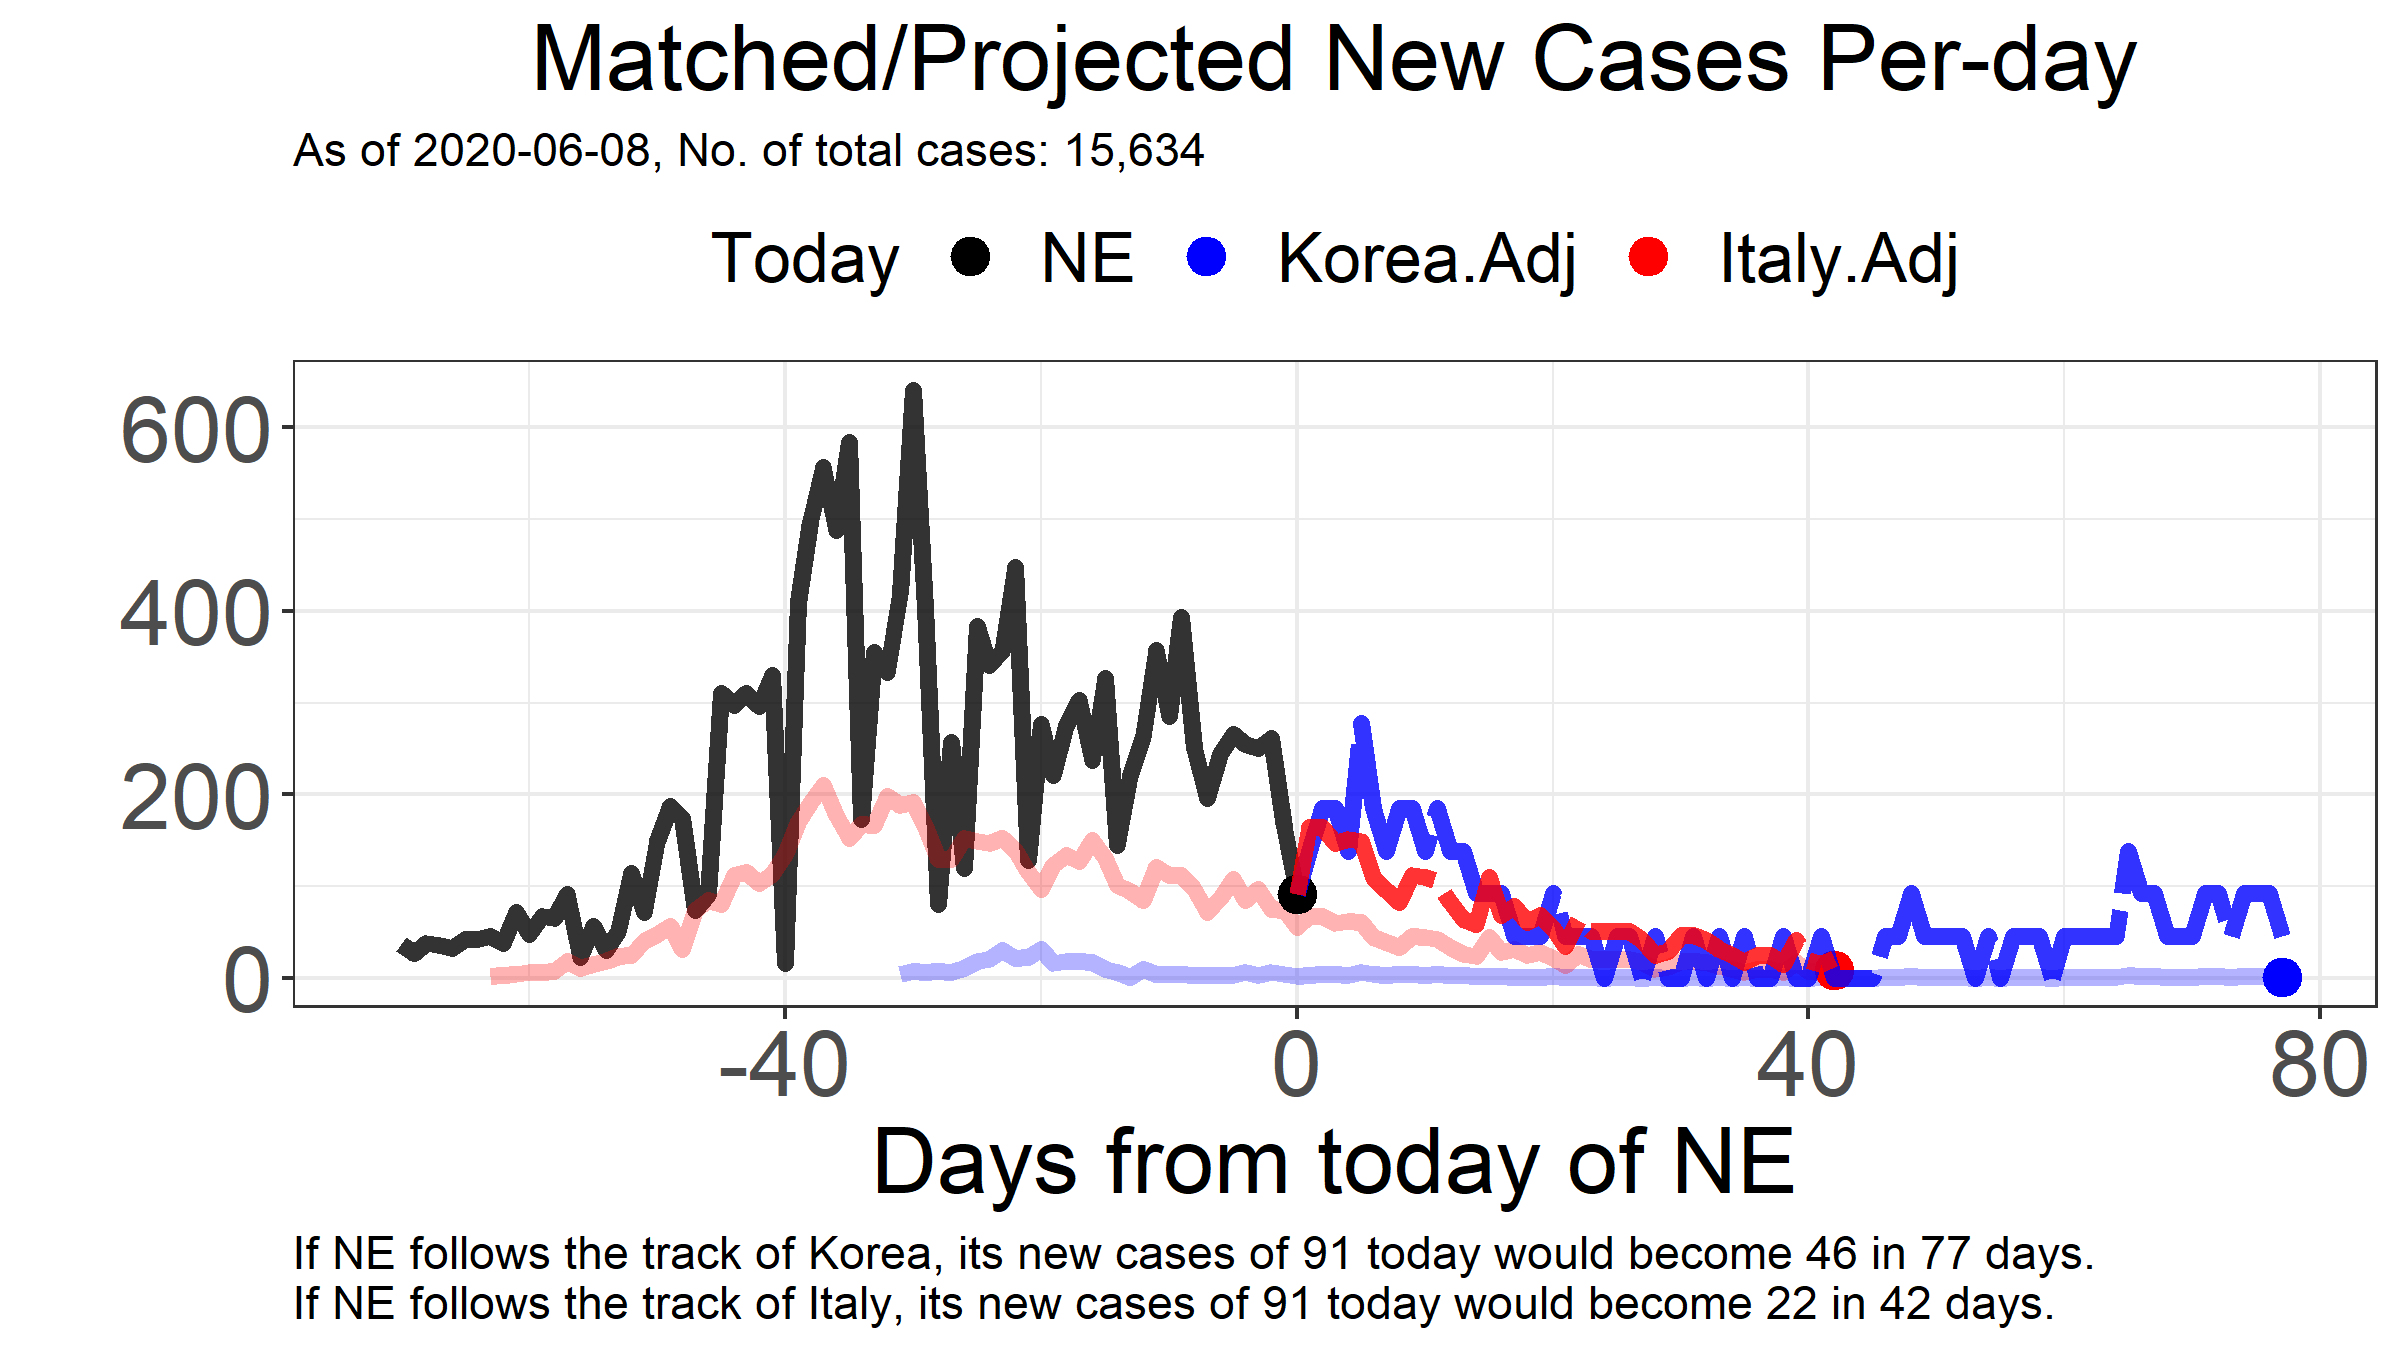 Matched/Projected New Cases Per-day
As of 2020-06-08, No. of total cases: 15,634
Today NE Korea.Adj Italy.Adj
600
400
200
0
-40 0 40 80
Days from today of NE
If NE follows the track of Korea, its new cases of 91 today would become 46 in 77 days.
If NE follows the track of Italy, its new cases of 91 today would become 22 in 42 days.